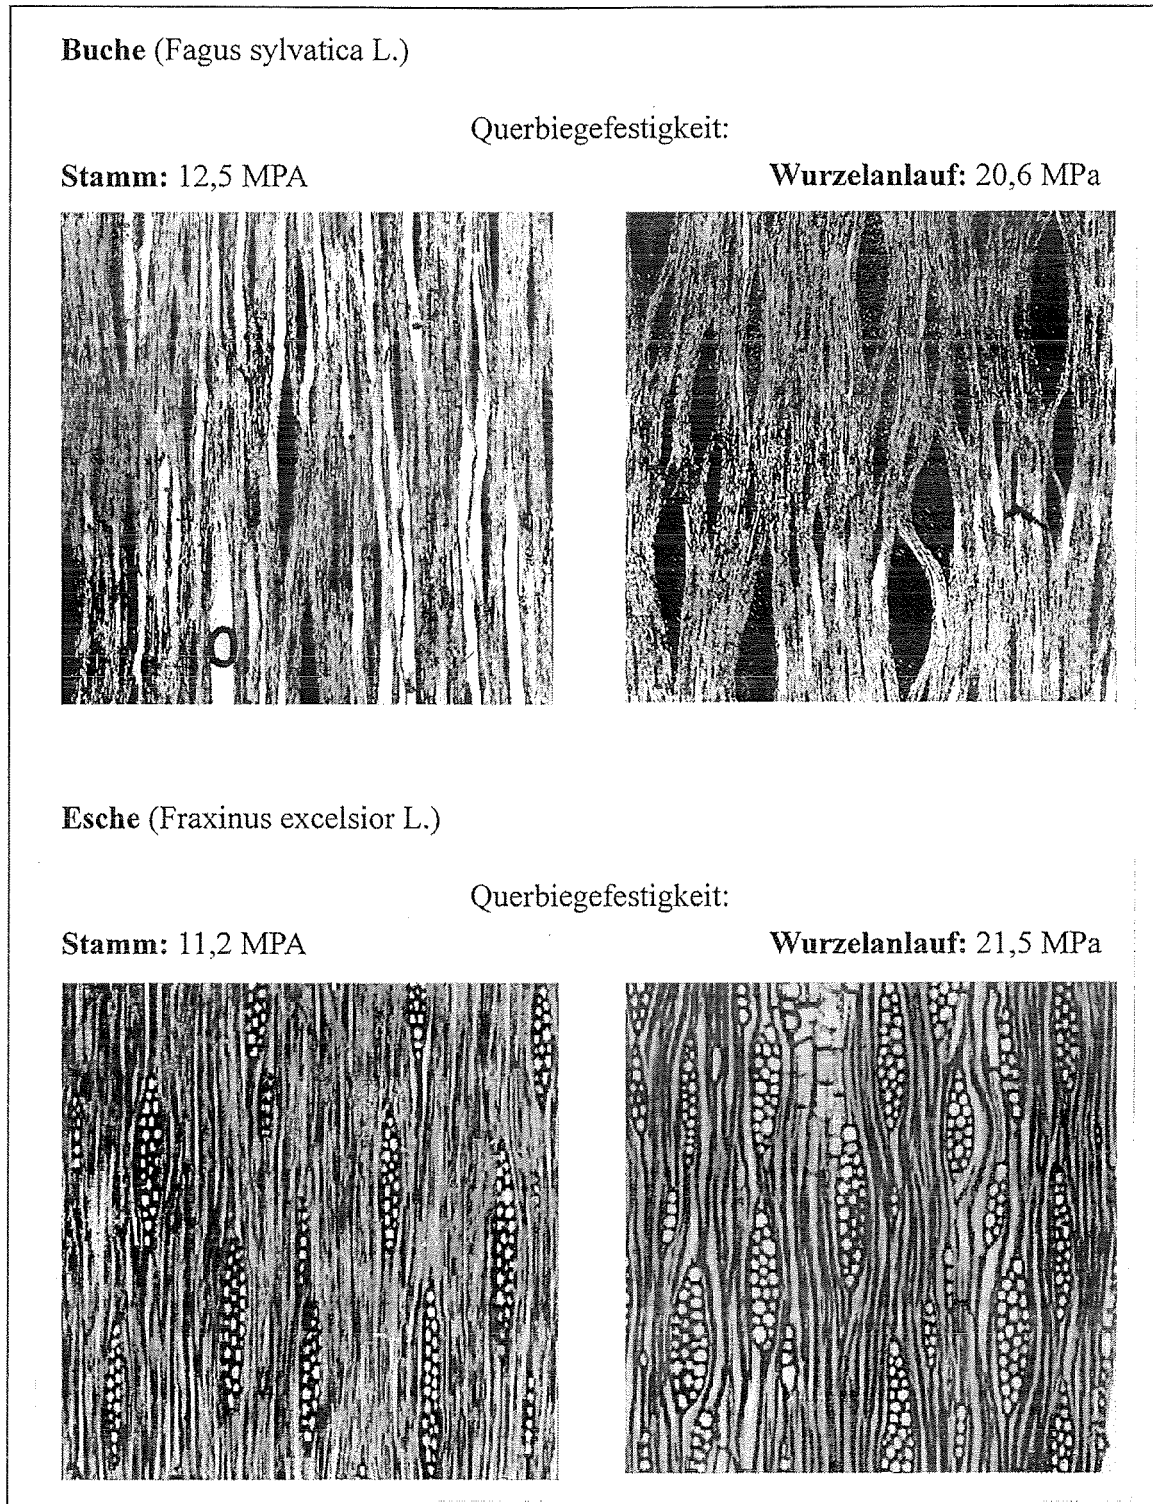 Buche (Fagus sylvatica L.)
Querbiegefestigkeit:
Stamm: 12,5 MPA
Wurzelanlauf: 20,6 MPa
Esche (Fraxinus excelsior L.)
Querbiegefestigkeit:
Stamm: 11,2 MPA
Wurzelanlauf: 21,5 MPa